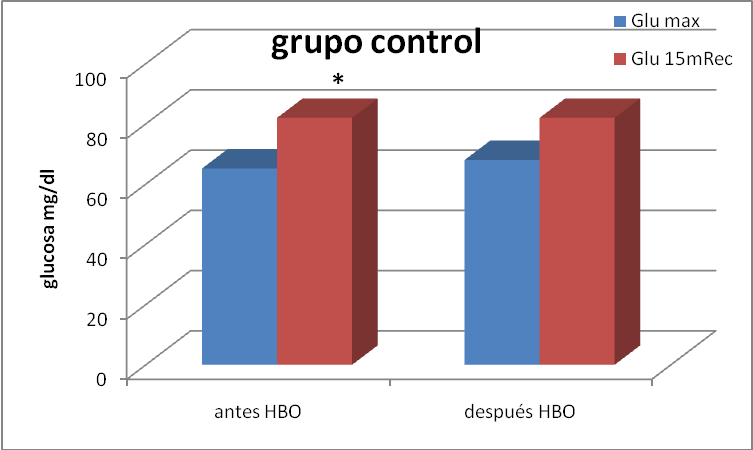 grupo control
Glu max
Glu 15mRec
*
glucosa mg/dl
100
80
60
40
20
0
antes HBO
después HBO